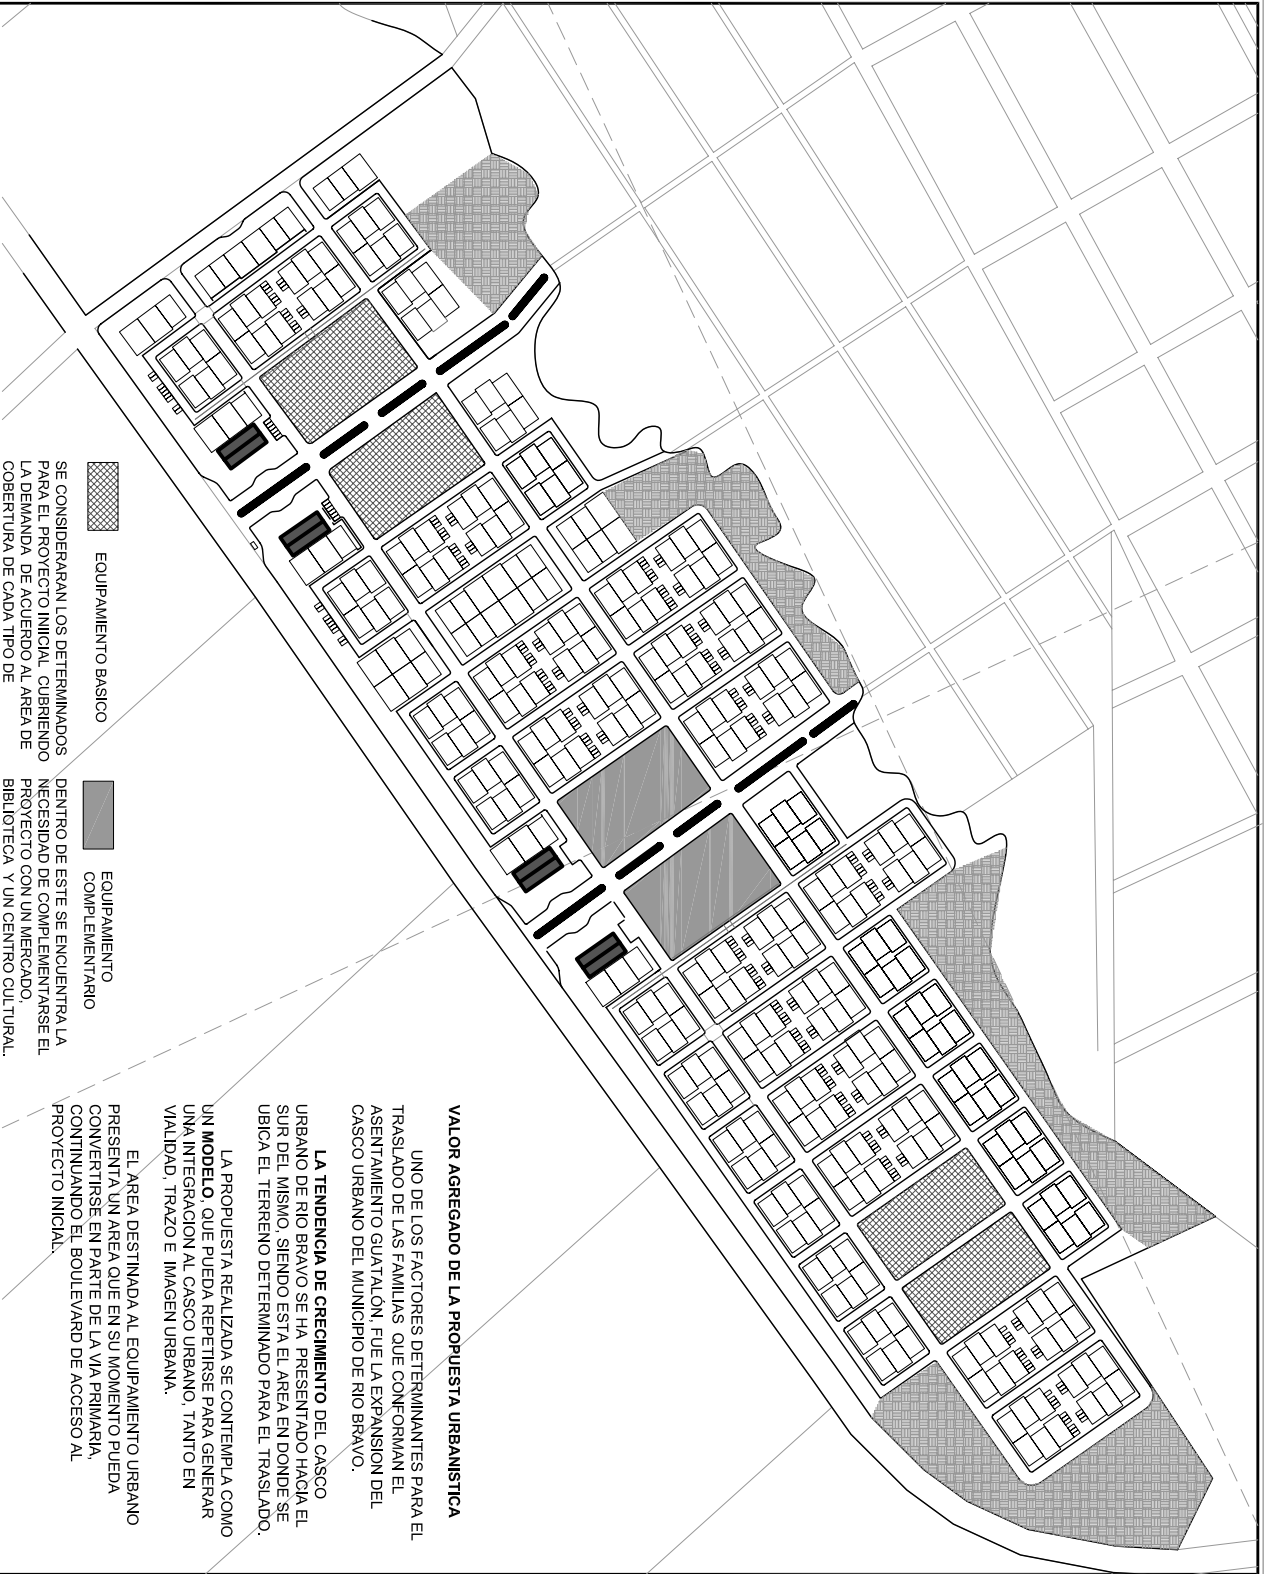 VALOR AGREGADO DE LA PROPUESTA URBANISTICA
UNO DE LOS FACTORES DETERMINANTES PARA EL
TRASLADO DE LAS FAMILIAS QUE CONFORMAN EL
ASENTAMIENTO GUATALÓN, FUE LA EXPANSION DEL
CASCO URBANO DEL MUNICIPIO DE RIO BRAVO.
LA TENDENCIA DE CRECIMIENTO DEL CASCO
URBANO DE RIO BRAVO SE HA PRESENTADO HACIA EL
SUR DEL MISMO, SIENDO ESTA EL AREA EN DONDE SE
UBICA EL TERRENO DETERMINADO PARA EL TRASLADO.
LA PROPUESTA REALIZADA SE CONTEMPLA COMO
UN MODELO, QUE PUEDA REPETIRSE PARA GENERAR
UNA INTEGRACION AL CASCO URBANO, TANTO EN
VIALIDAD, TRAZO E IMAGEN URBANA.
EL AREA DESTINADA AL EQUIPAMIENTO URBANO
PRESENTA UN AREA QUE EN SU MOMENTO PUEDA
CONVERTIRSE EN PARTE DE LA VIA PRIMARIA,
CONTINUANDO EL BOULEVARD DE ACCESO AL
PROYECTO INICIAL.
EQUIPAMIENTO BASICO
SE CONSIDERARAN LOS DETERMINADOS
PARA EL PROYECTO INICIAL CUBRIENDO
LA DEMANDA DE ACUERDO AL AREA DE
COBERTURA DE CADA TIPO DE
EQUIPAMIENTO
COMPLEMENTARIO
DENTRO DE ESTE SE ENCUENTRA LA
NECESIDAD DE COMPLEMENTARSE EL
PROYECTO CON UN MERCADO,
BIBLIOTECA Y UN CENTRO CULTURAL.